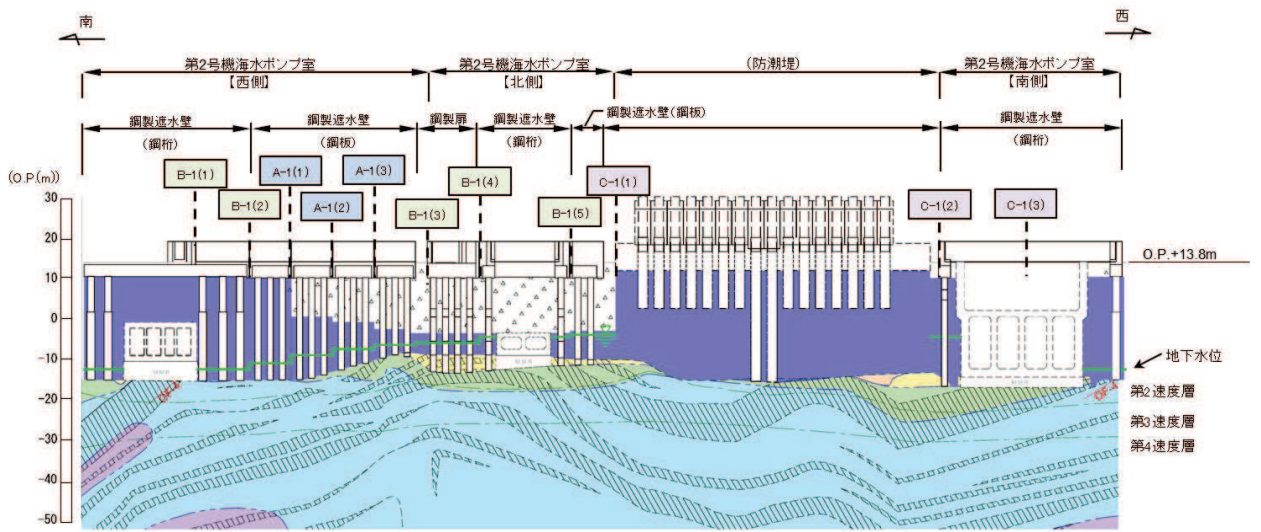 南
西
第2号機海水ポンプ室
【西側】
第2号機海水ポンプ室
【北側】
(防潮堤)
第2号機海水ポンプ室
【南側】
鋼製遮水壁
(鋼桁)
鋼製遮水壁
(鋼板)
鋼製扉
鋼製遮水壁
(鋼桁)
鋼製遮水壁(鋼板)
鋼製遮水壁
(鋼桁)
B-1(1)
B-1(2)
A-1(1)
A-1(2)
A-1(3)
B-1(3)
B-1(4)
B-1(5)
C-1(1)
C-1(2)
C-1(3)
(O.P.(m))
30
20
10
0
-10
-20
-30
-40
-50
O.P.+13.8m
地下水位
第2速度層
第3速度層
第4速度層
OF-4